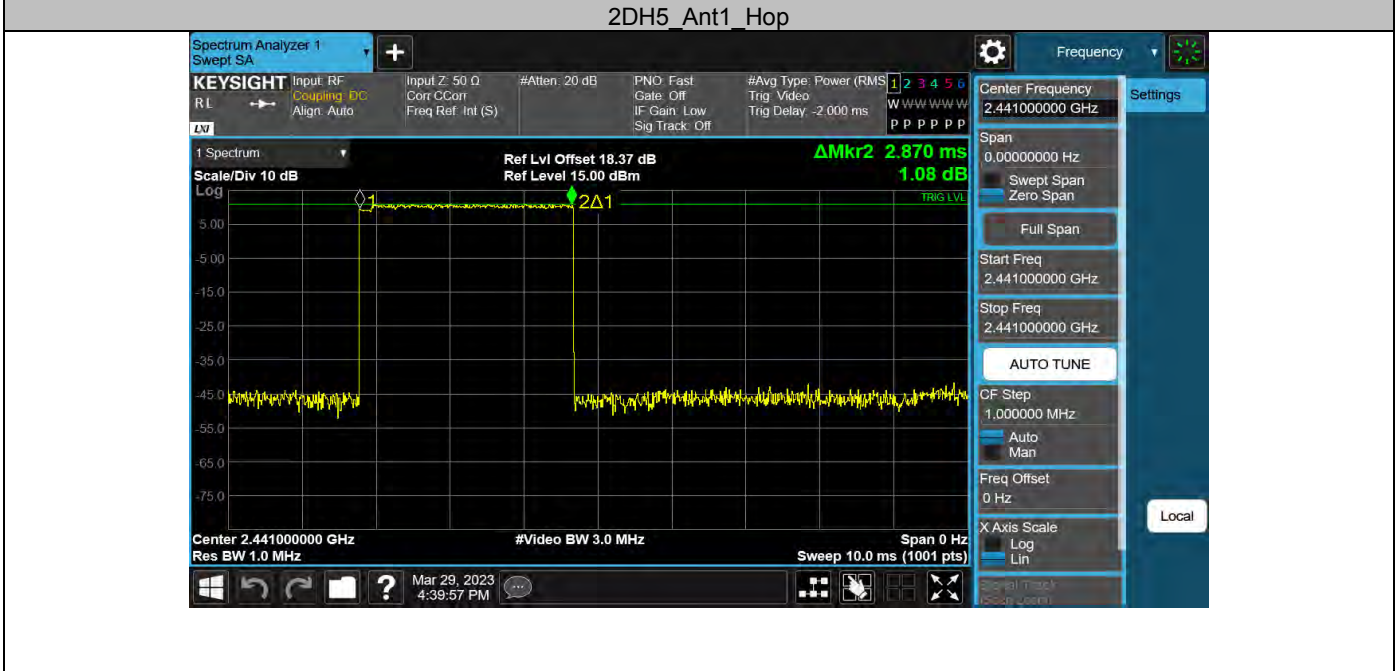 2DH5_Ant1_Hop
Spectrum Analyzer 1
Swept SA
Frequency
KEYSIGHT
RL
LXI
Input: RF
Coupling: DC
Align: Auto
Input Z: 50 Ω
Corr CCorr
Freq Ref: Int (S)
#Atten: 20 dB
PNO: Fast
Gate: Off
IF Gain: Low
Sig Track: Off
#Avg Type: Power (RMS
Trig: Video
Trig Delay: -2.000 ms
1 2 3 4 5 6
W W W W W W
P P P P P P
Center Frequency
2.441000000 GHz
Settings
Span
0.00000000 Hz
Swept Span
Zero Span
Full Span
Start Freq
2.441000000 GHz
Stop Freq
2.441000000 GHz
AUTO TUNE
CF Step
1.000000 MHz
Auto
Man
Freq Offset
0 Hz
X Axis Scale
Log
Lin
Signal Track
(Span Zoom)
Local
1 Spectrum
Scale/Div 10 dB
Log
Ref Lvl Offset 18.37 dB
Ref Level 15.00 dBm
ΔMkr2 2.870 ms
1.08 dB
1
2Δ1
TRIG LVL
5.00
-5.00
-15.0
-25.0
-35.0
-45.0
-55.0
-65.0
-75.0
Center 2.441000000 GHz
Res BW 1.0 MHz
#Video BW 3.0 MHz
Span 0 Hz
Sweep 10.0 ms (1001 pts)
Mar 29, 2023
4:39:57 PM